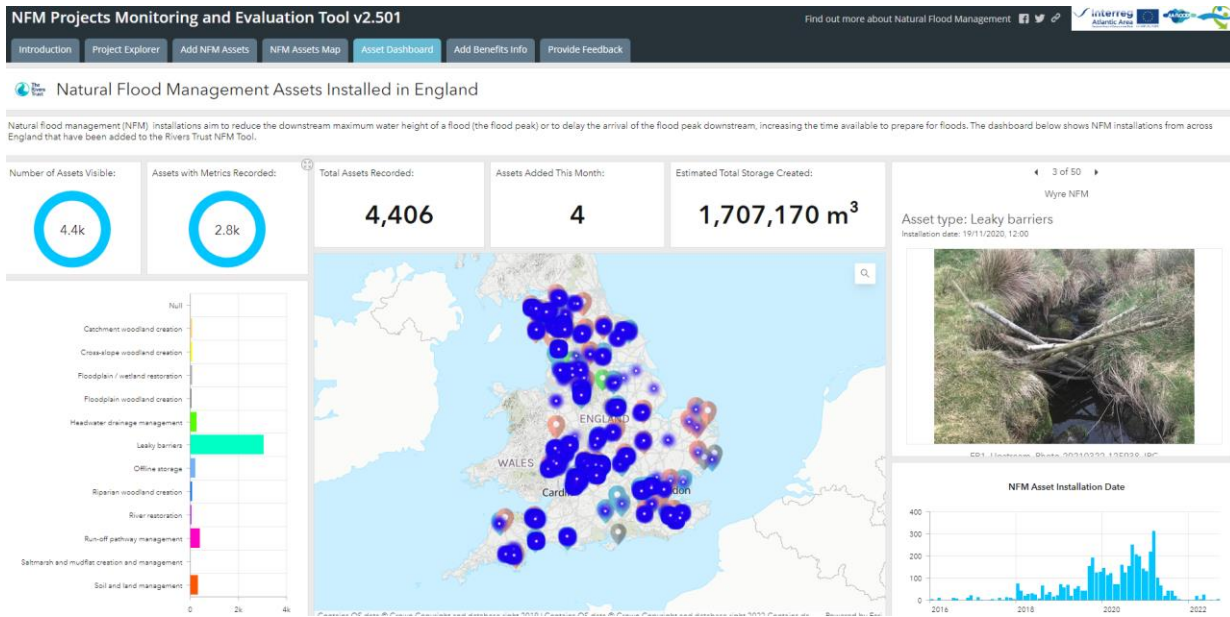 NFM Projects Monitoring and Evaluation Tool v2.501
Find out more about Natural Flood Management
Interreg
Atlantic Area
Introduction
Project Explorer
Add NFM Assets
NFM Assets Map
Asset Dashboard
Add Benefits Info
Provide Feedback
The Rivers Trust
Natural Flood Management Assets Installed in England
Natural flood management (NFM) installations aim to reduce the downstream maximum water height of a flood (the flood peak) or to delay the arrival of the flood peak downstream, increasing the time available to prepare for floods. The dashboard below shows NFM installations from across
England that have been added to the Rivers Trust NFM Tool.
Number of Assets Visible:
4.4k
Assets with Metrics Recorded:
2.8k
Total Assets Recorded:
4,406
Assets Added This Month:
4
Estimated Total Storage Created:
1,707,170 m³
3 of 50
Wyre NFM
Asset type: Leaky barriers
Installation date: 19/11/2020, 12:00
Null
Catchment woodland creation
Cross-slope woodland creation
Floodplain / wetland restoration
Floodplain woodland creation
Headwater drainage management
Leaky barriers
Offline storage
Riparian woodland creation
River restoration
Run-off pathway management
Saltmarsh and mudflat creation and management
Soil and land management
0 2k 4k
ENGLAND
WALES
Card
don
NFM Asset Installation Date
400
300
200
100
0
2016 2018 2020 2022